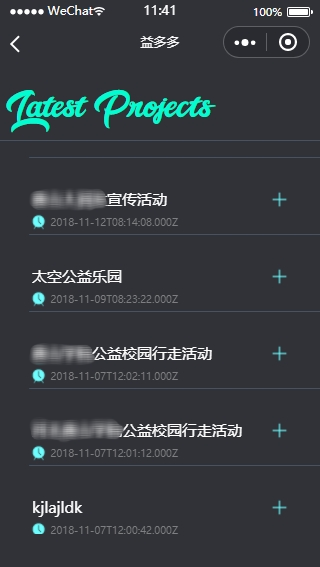 WeChat
11:41
100%
益多多
Latest Projects
宣传活动
2018-11-12T08:14:08.000Z
太空公益乐园
2018-11-09T08:23:22.000Z
公益校园行走活动
2018-11-07T12:02:11.000Z
公益校园行走活动
2018-11-07T12:01:12.000Z
kjlajldk
2018-11-07T12:00:42.000Z